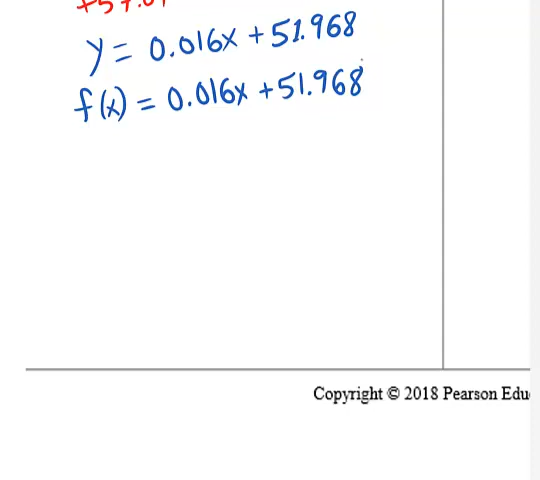 y = 0.016x + 51.968
f(x) = 0.016x + 51.968
Copyright © 2018 Pearson Edu